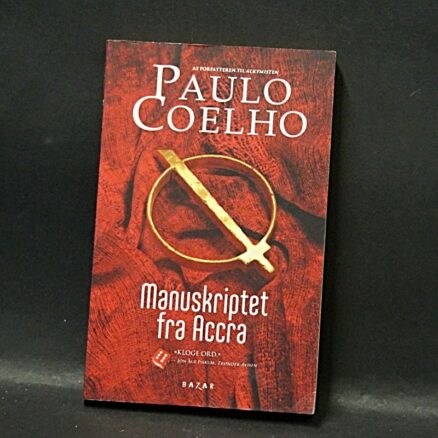 AF FORFATTEREN TIL ALKYMISTEN
PAULO
COELHO
Manuskriptet
fra Accra
»KLOGE ORD.«
BAZAR